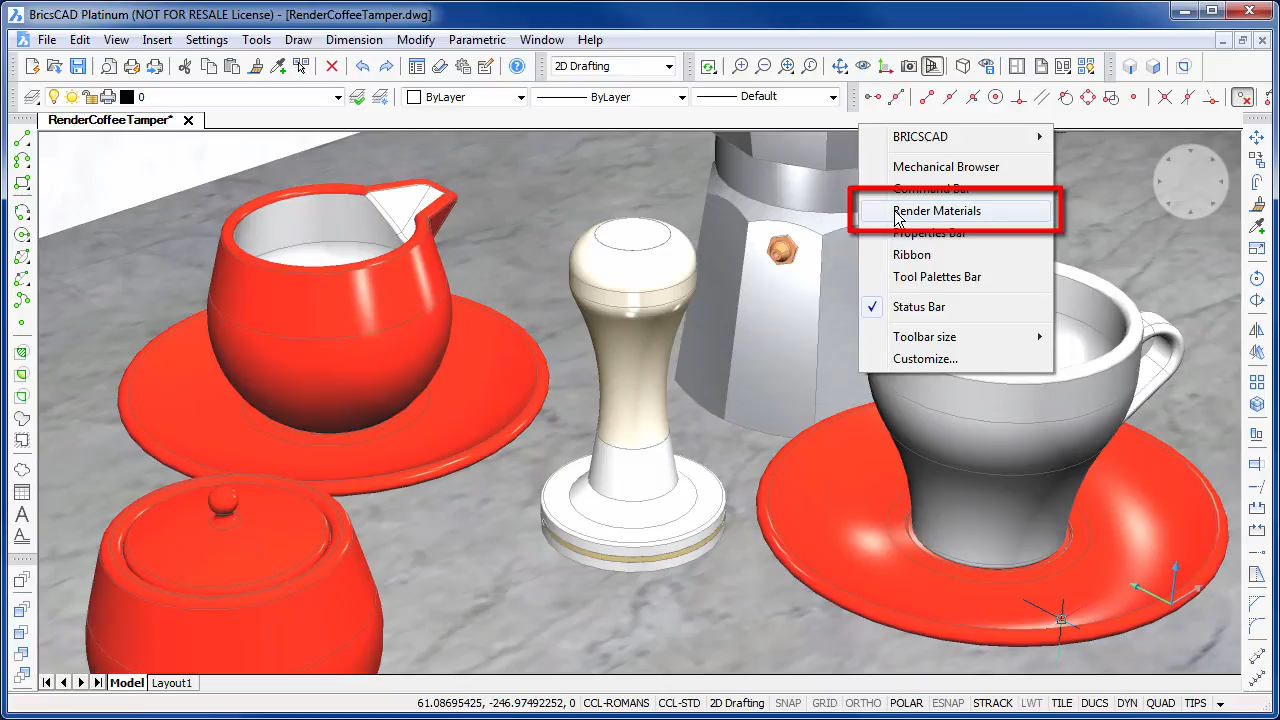 BricsCAD Platinum (NOT FOR RESALE License) - [RenderCoffeeTamper.dwg]
File Edit View Insert Settings Tools Draw Dimension Modify Parametric Window Help
2D Drafting
0 ByLayer ByLayer Default
RenderCoffeeTamper*
BRICSCAD
Mechanical Browser
Command Bar
Render Materials
Properties Bar
Ribbon
Tool Palettes Bar
Status Bar
Toolbar size
Customize...
Model Layout1
61.08695425, -246.97492252, 0 CCL-ROMANS CCL-STD 2D Drafting SNAP GRID ORTHO POLAR ESNAP STRACK LWT TILE DUCS DYN QUAD TIPS